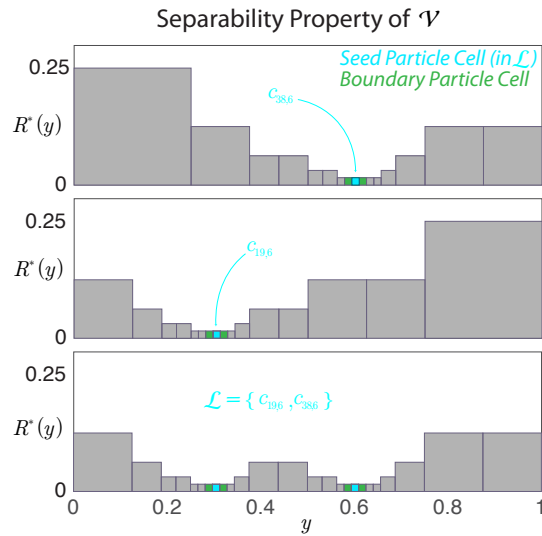 Separability Property of 𝒱
Seed Particle Cell (in ℒ)
Boundary Particle Cell
0.25
c₃₈,₆
R*(y)
0
0.25
c₁₉,₆
R*(y)
0
0.25
ℒ = { c₁₉,₆ , c₃₈,₆ }
R*(y)
0
0 0.2 0.4 0.6 0.8 1
y